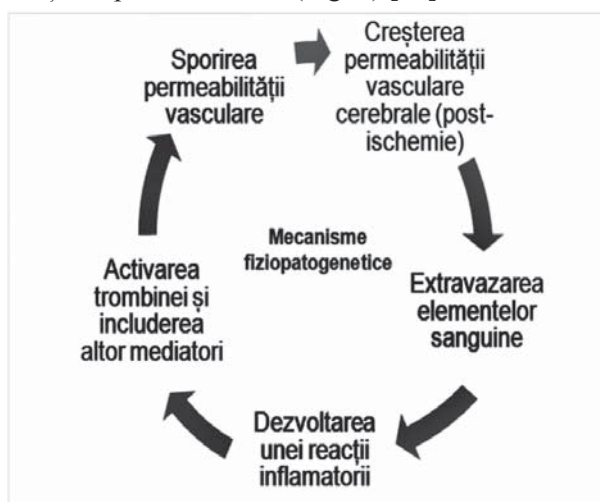 Creșterea
permeabilității
vasculare
cerebrale (post-
ischemie)
Extravazarea
elementelor
sanguine
Dezvoltarea
unei reacții
inflamatorii
Activarea
trombinei și
includerea
altor mediatori
Sporirea
permeabilității
vasculare
Mecanisme
fiziopatogenetice